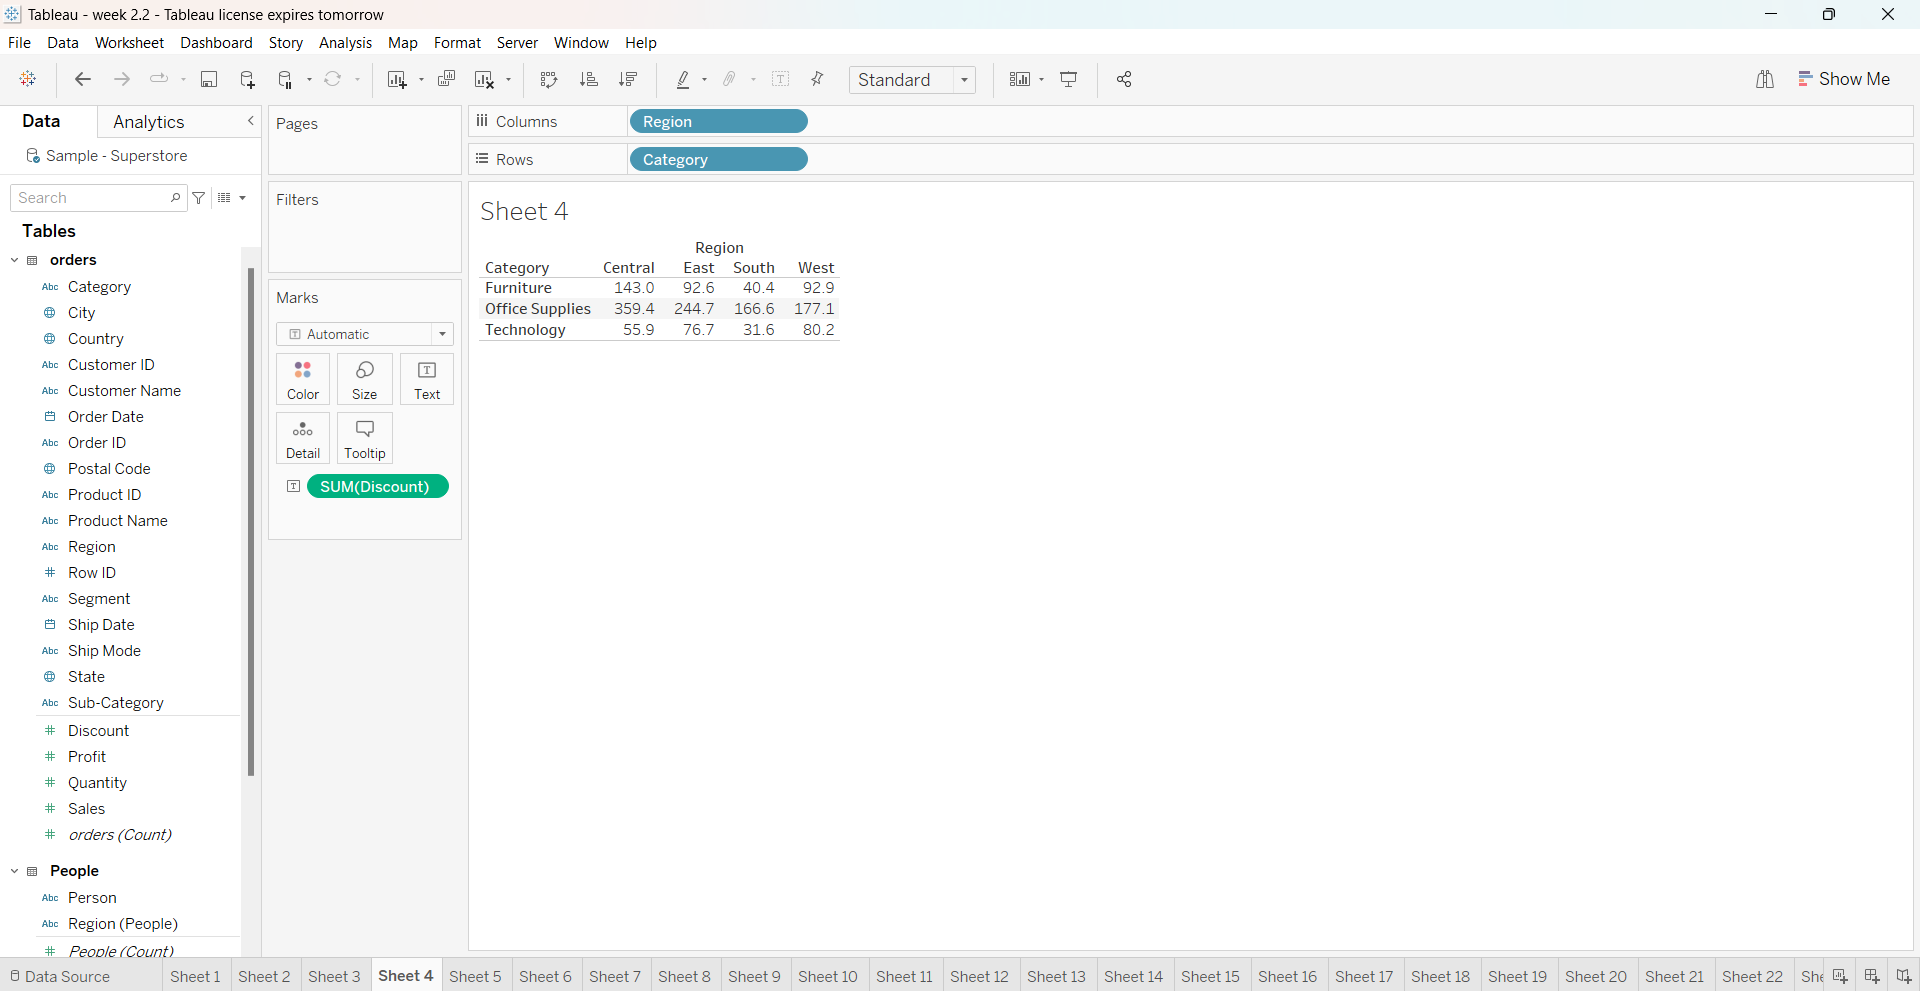 Tableau - week 2.2 - Tableau license expires tomorrow
File Data Worksheet Dashboard Story Analysis Map Format Server Window Help
Standard
Show Me
Data Analytics
Sample - Superstore
Search
Tables
orders
Abc Category
City
Country
Abc Customer ID
Abc Customer Name
Order Date
Abc Order ID
Postal Code
Abc Product ID
Abc Product Name
Abc Region
# Row ID
Abc Segment
Ship Date
Abc Ship Mode
State
Abc Sub-Category
# Discount
# Profit
# Quantity
# Sales
# orders (Count)
People
Abc Person
Abc Region (People)
# People (Count)
Pages
Filters
Marks
T Automatic
Color Size T Text
Detail Tooltip
T SUM(Discount)
Columns Region
Rows Category
Sheet 4
Region
Category Central East South West
Furniture 143.0 92.6 40.4 92.9
Office Supplies 359.4 244.7 166.6 177.1
Technology 55.9 76.7 31.6 80.2
Data Source Sheet 1 Sheet 2 Sheet 3 Sheet 4 Sheet 5 Sheet 6 Sheet 7 Sheet 8 Sheet 9 Sheet 10 Sheet 11 Sheet 12 Sheet 13 Sheet 14 Sheet 15 Sheet 16 Sheet 17 Sheet 18 Sheet 19 Sheet 20 Sheet 21 Sheet 22 She